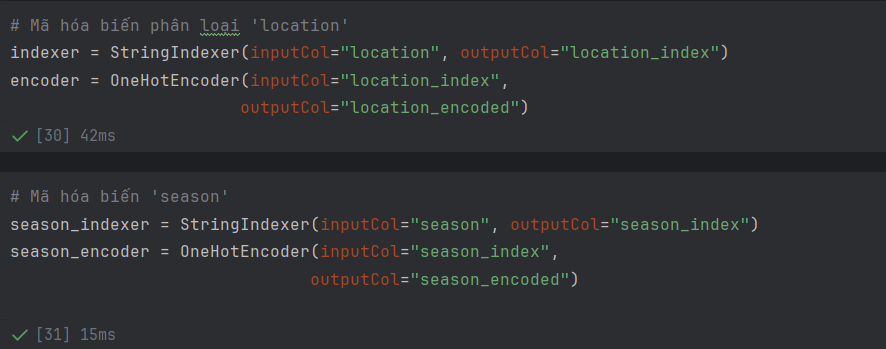 # Mã hóa biến phân loại 'location'
indexer = StringIndexer(inputCol="location", outputCol="location_index")
encoder = OneHotEncoder(inputCol="location_index",
outputCol="location_encoded")
[30] 42ms
# Mã hóa biến 'season'
season_indexer = StringIndexer(inputCol="season", outputCol="season_index")
season_encoder = OneHotEncoder(inputCol="season_index",
outputCol="season_encoded")
[31] 15ms